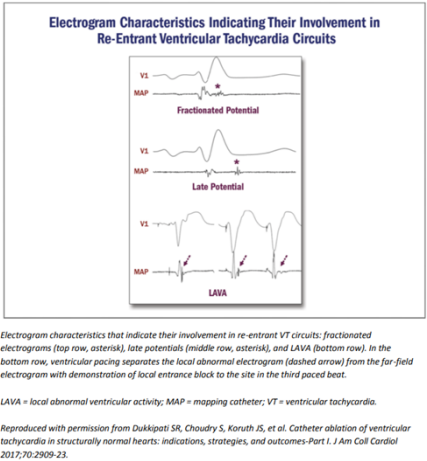 Electrogram Characteristics Indicating Their Involvement in
Re-Entrant Ventricular Tachycardia Circuits
V1
*
MAP
Fractionated Potential
V1
*
MAP
Late Potential
V1
MAP
LAVA
Electrogram characteristics that indicate their involvement in re-entrant VT circuits: fractionated
electrograms (top row, asterisk), late potentials (middle row, asterisk), and LAVA (bottom row). In the
bottom row, ventricular pacing separates the local abnormal electrogram (dashed arrow) from the far-field
electrogram with demonstration of local entrance block to the site in the third paced beat.
LAVA = local abnormal ventricular activity; MAP = mapping catheter; VT = ventricular tachycardia.
Reproduced with permission from Dukkipati SR, Choudry S, Koruth JS, et al. Catheter ablation of ventricular
tachycardia in structurally normal hearts: indications, strategies, and outcomes-Part I. J Am Coll Cardiol
2017;70:2909-23.